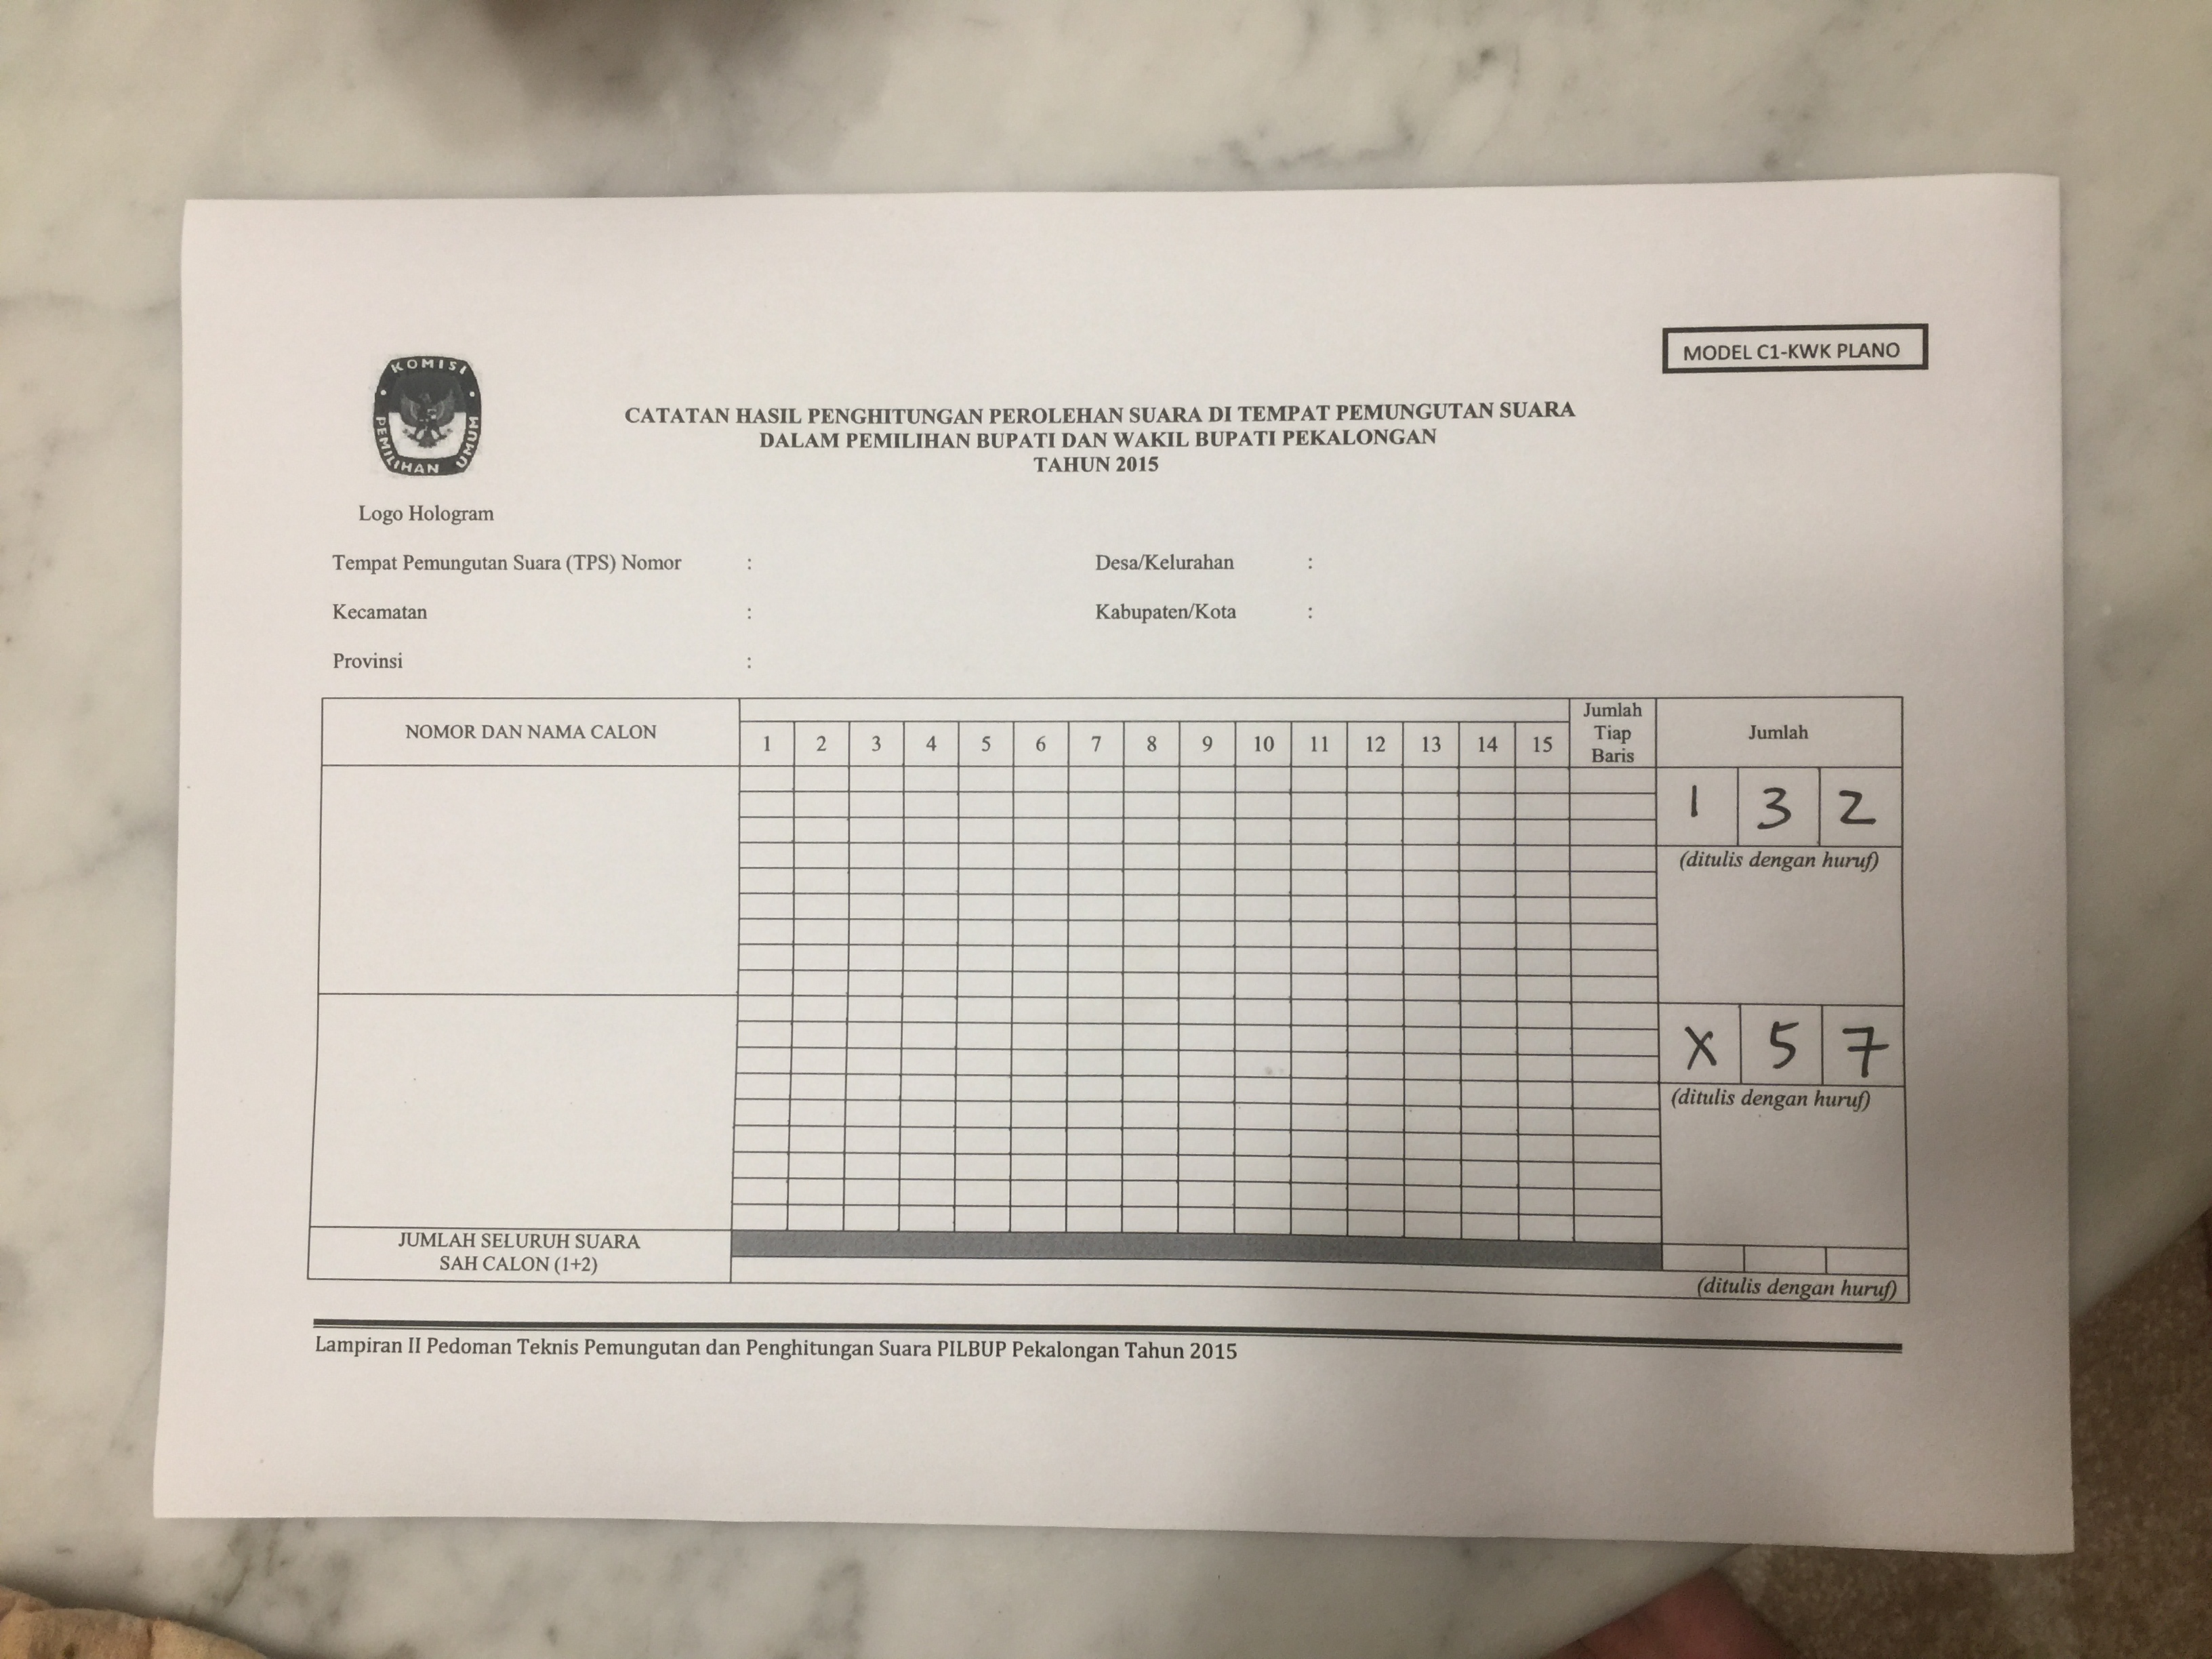 MODEL C1-KWK PLANO
KOMISI PEMILIHAN UMUM
CATATAN HASIL PENGHITUNGAN PEROLEHAN SUARA DI TEMPAT PEMUNGUTAN SUARA
DALAM PEMILIHAN BUPATI DAN WAKIL BUPATI PEKALONGAN
TAHUN 2015
Logo Hologram
Tempat Pemungutan Suara (TPS) Nomor : Desa/Kelurahan :
Kecamatan : Kabupaten/Kota :
Provinsi :
NOMOR DAN NAMA CALON 1 2 3 4 5 6 7 8 9 10 11 12 13 14 15 Jumlah Tiap Baris Jumlah
1 3 2
(ditulis dengan huruf)
X 5 7
(ditulis dengan huruf)
JUMLAH SELURUH SUARA
SAH CALON (1+2)
(ditulis dengan huruf)
Lampiran II Pedoman Teknis Pemungutan dan Penghitungan Suara PILBUP Pekalongan Tahun 2015